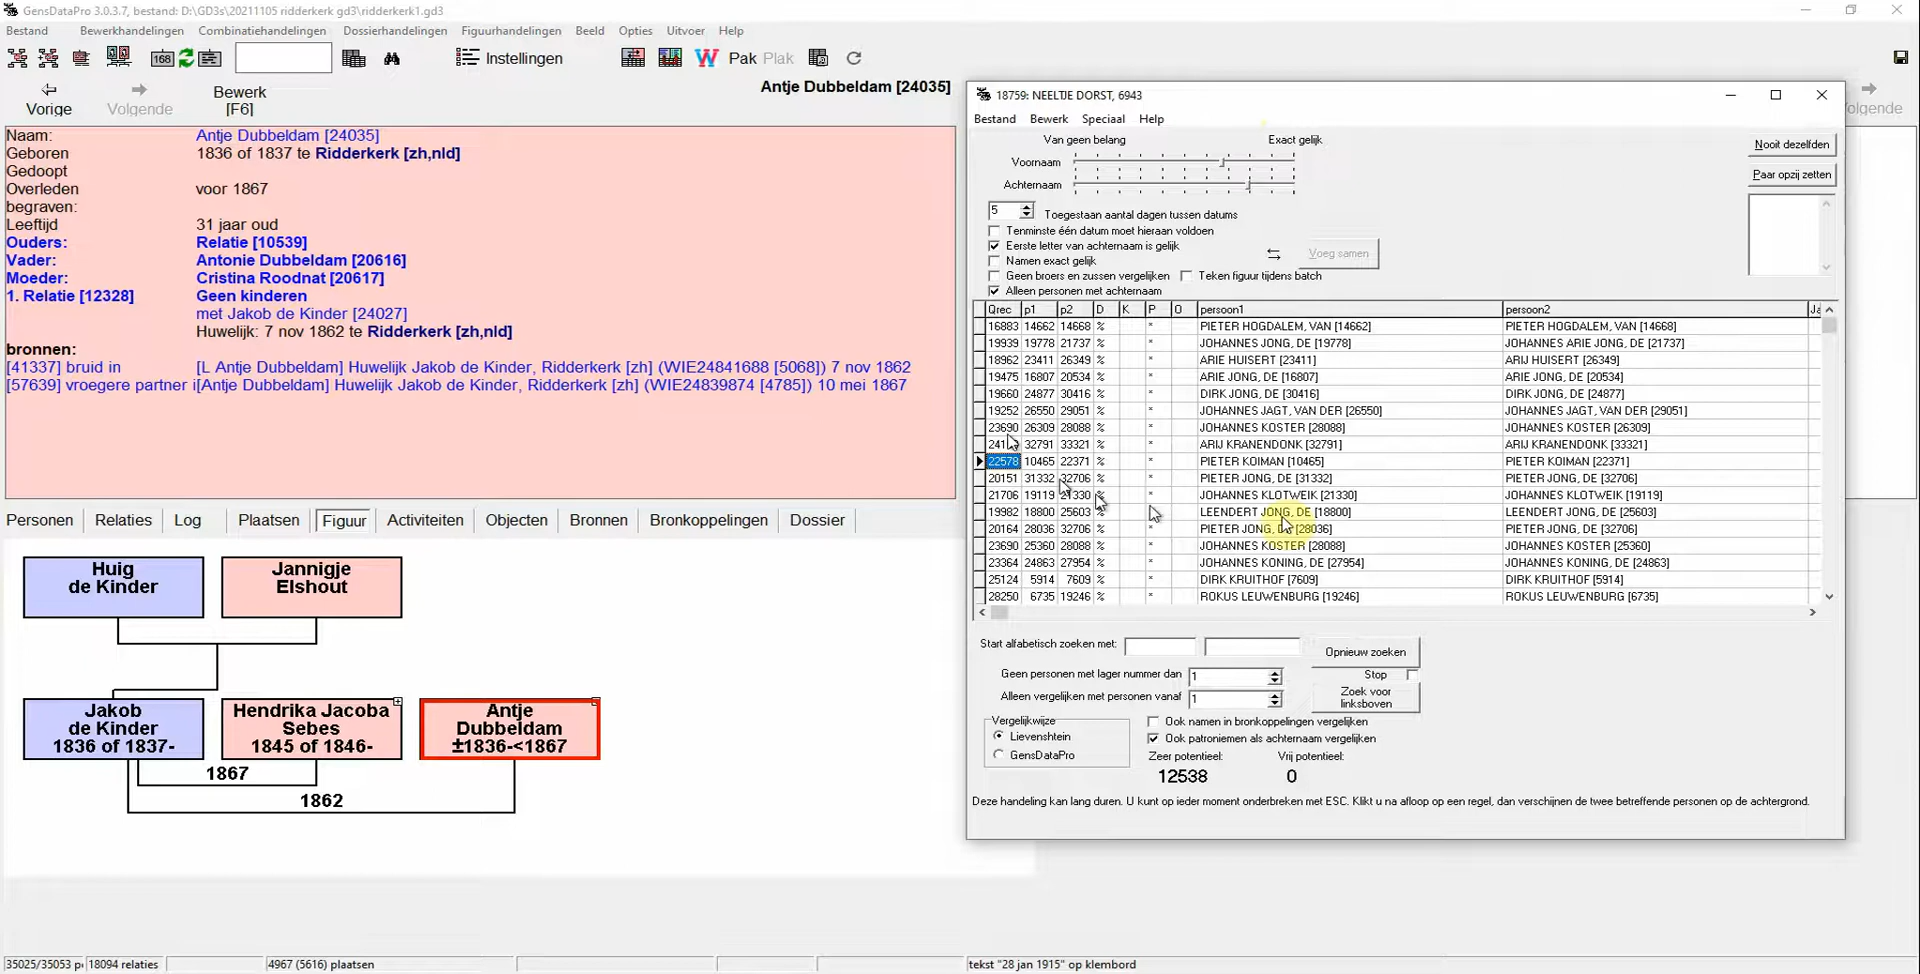 GensDataPro 3.0.3.7, bestand: D:\GD3s\20211105 ridderkerk gd3\ridderkerk1.gd3
Bestand Bewerkhandelingen Combinatiehandelingen Dossierhandelingen Figuurhandelingen Beeld Opties Uitvoer Help
168 Instellingen W Pak Plak
Vorige Volgende Bewerk [F6]
Antje Dubbeldam [24035]
Naam: Antje Dubbeldam [24035]
Geboren 1836 of 1837 te Ridderkerk [zh,nld]
Gedoopt
Overleden voor 1867
begraven:
Leeftijd 31 jaar oud
Ouders: Relatie [10539]
Vader: Antonie Dubbeldam [20616]
Moeder: Cristina Roodnat [20617]
1. Relatie [12328] Geen kinderen
met Jakob de Kinder [24027]
Huwelijk: 7 nov 1862 te Ridderkerk [zh,nld]
bronnen:
[41337] bruid in [L Antje Dubbeldam] Huwelijk Jakob de Kinder, Ridderkerk [zh] (WIE24841688 [5068]) 7 nov 1862
[57639] vroegere partner i[Antje Dubbeldam] Huwelijk Jakob de Kinder, Ridderkerk [zh] (WIE24839874 [4785]) 10 mei 1867
Personen Relaties Log Plaatsen Figuur Activiteiten Objecten Bronnen Bronkoppelingen Dossier
Huig de Kinder
Jannigje Elshout
Jakob de Kinder 1836 of 1837-
Hendrika Jacoba Sebes 1845 of 1846-
Antje Dubbeldam ±1836-<1867
1867
1862
18759: NEELTJE DORST, 6943
Bestand Bewerk Speciaal Help
Van geen belang Exact gelijk
Voornaam
Achternaam
5 Toegestaan aantal dagen tussen datums
Tenminste één datum moet hieraan voldoen
Eerste letter van achternaam is gelijk
Namen exact gelijk
Geen broers en zussen vergelijken Teken figuur tijdens batch
Alleen personen met achternaam
Voeg samen
Nooit dezelfden
Paar opzij zetten
olgende
Qrec p1 p2 D K P O persoon1 persoon2
16883 14662 14668 % * PIETER HOGDALEM, VAN [14662] PIETER HOGDALEM, VAN [14668]
19939 19778 21737 % * JOHANNES JONG, DE [19778] JOHANNES ARIE JONG, DE [21737]
18962 23411 26349 % * ARIE HUISERT [23411] ARIJ HUISERT [26349]
19475 16807 20534 % * ARIE JONG, DE [16807] ARIE JONG, DE [20534]
19660 24877 30416 % * DIRK JONG, DE [30416] DIRK JONG, DE [24877]
19252 26550 29051 % * JOHANNES JAGT, VAN DER [26550] JOHANNES JAGT, VAN DER [29051]
23690 26309 28088 % * JOHANNES KOSTER [28088] JOHANNES KOSTER [26309]
32791 33321 % * ARIJ KRANENDONK [32791] ARIJ KRANENDONK [33321]
22578 10465 22371 % * PIETER KOIMAN [10465] PIETER KOIMAN [22371]
20151 31332 32706 % * PIETER JONG, DE [31332] PIETER JONG, DE [32706]
21706 19119 21330 % * JOHANNES KLOTWEIK [21330] JOHANNES KLOTWEIK [19119]
19982 18800 25603 % * LEENDERT JONG, DE [18800] LEENDERT JONG, DE [25603]
20164 28036 32706 % * PIETER JONG, DE [28036] PIETER JONG, DE [32706]
23690 25360 28088 % * JOHANNES KOSTER [28088] JOHANNES KOSTER [25360]
23364 24863 27954 % * JOHANNES KONING, DE [27954] JOHANNES KONING, DE [24863]
25124 5914 7609 % * DIRK KRUITHOF [7609] DIRK KRUITHOF [5914]
28250 6735 19246 % * ROKUS LEUWENBURG [19246] ROKUS LEUWENBURG [6735]
Start alfabetisch zoeken met: Opnieuw zoeken
Geen personen met lager nummer dan 1 Stop
Alleen vergelijken met personen vanaf 1 Zoek voor linksboven
Vergelijkwijze
Lievenshtein
GensDataPro
Ook namen in bronkoppelingen vergelijken
Ook patroniemen als achternaam vergelijken
Zeer potentieel: Vrij potentieel:
12538 0
Deze handeling kan lang duren. U kunt op ieder moment onderbreken met ESC. Klikt u na afloop op een regel, dan verschijnen de twee betreffende personen op de achtergrond.
35025/35053 p 18094 relaties 4967 (5616) plaatsen tekst "28 jan 1915" op klembord